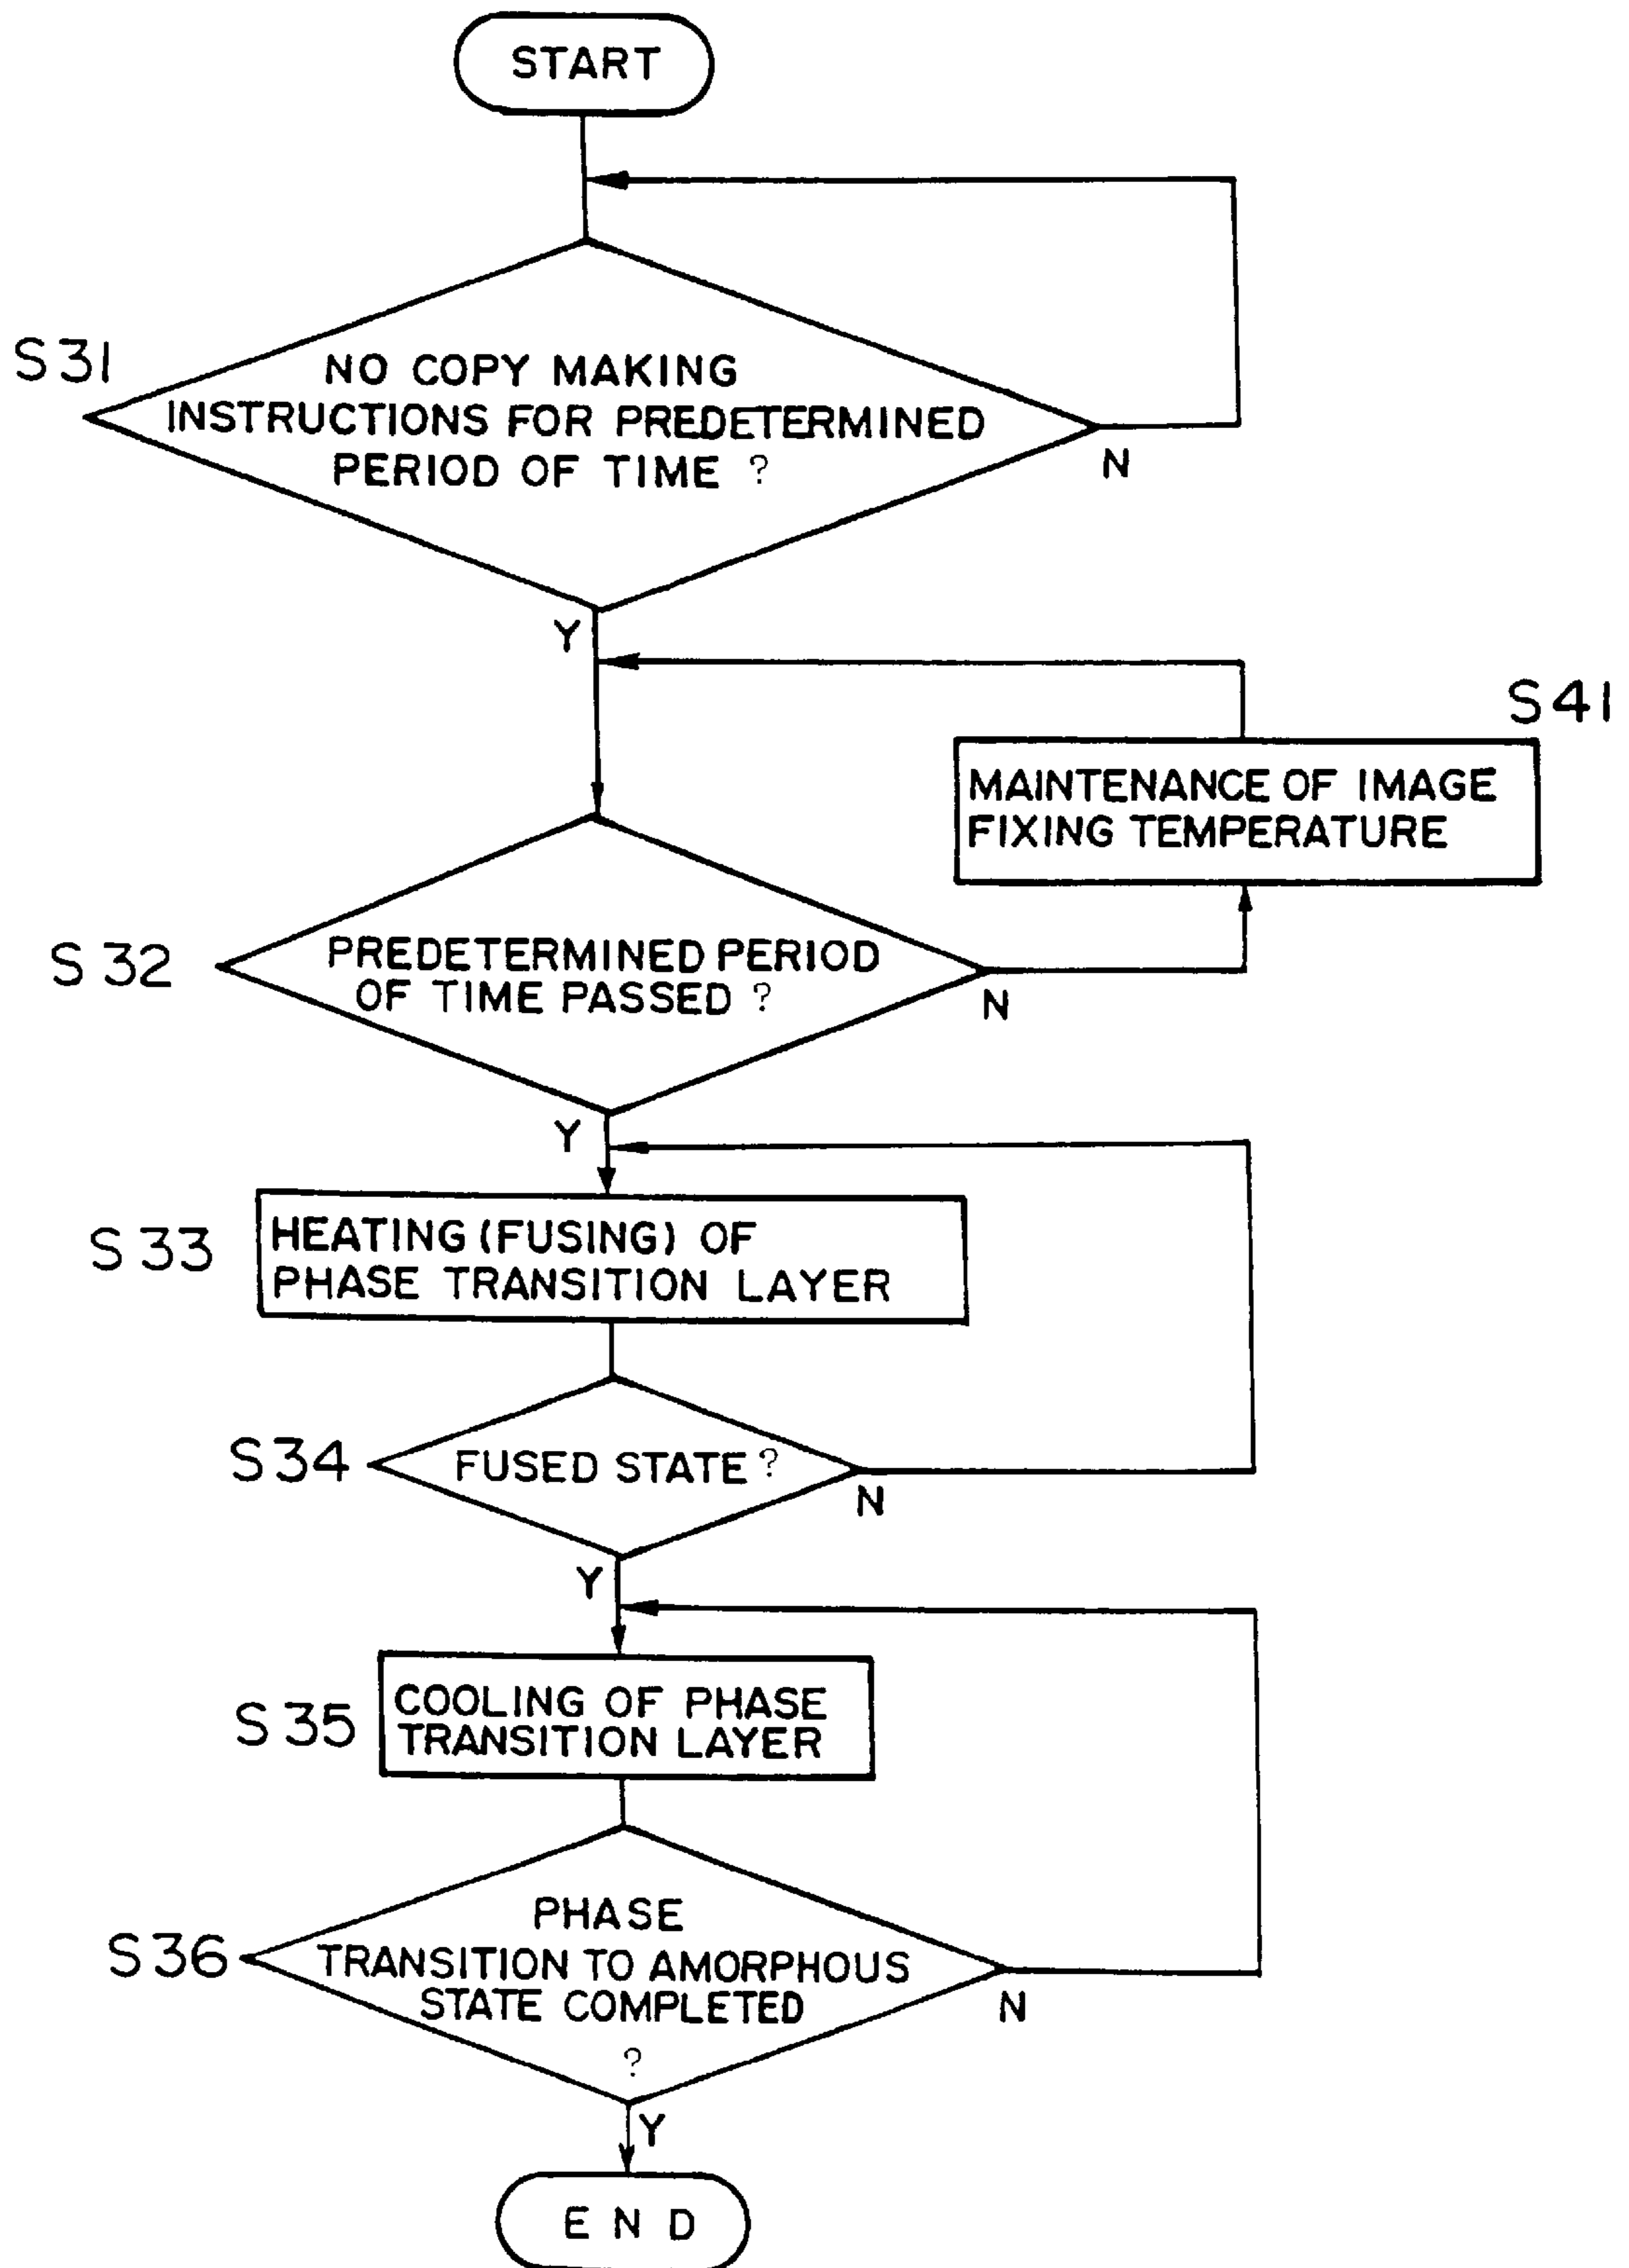 START
S31
NO COPY MAKING
INSTRUCTIONS FOR PREDETERMINED
PERIOD OF TIME ?
N
Y
S41
MAINTENANCE OF IMAGE
FIXING TEMPERATURE
S32
PREDETERMINED PERIOD
OF TIME PASSED ?
N
Y
S33
HEATING (FUSING) OF
PHASE TRANSITION LAYER
S34
FUSED STATE ?
N
Y
S35
COOLING OF PHASE
TRANSITION LAYER
S36
PHASE
TRANSITION TO AMORPHOUS
STATE COMPLETED
?
N
Y
END